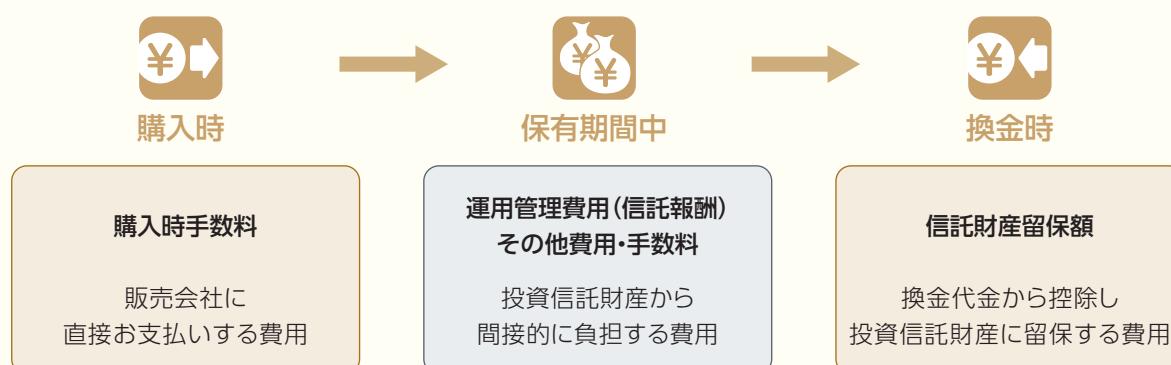 ¥
¥
¥
¥
購入時
保有期間中
換金時
購入時手数料
販売会社に
直接お支払いする費用
運用管理費用(信託報酬)
その他費用・手数料
投資信託財産から
間接的に負担する費用
信託財産留保額
換金代金から控除し
投資信託財産に留保する費用